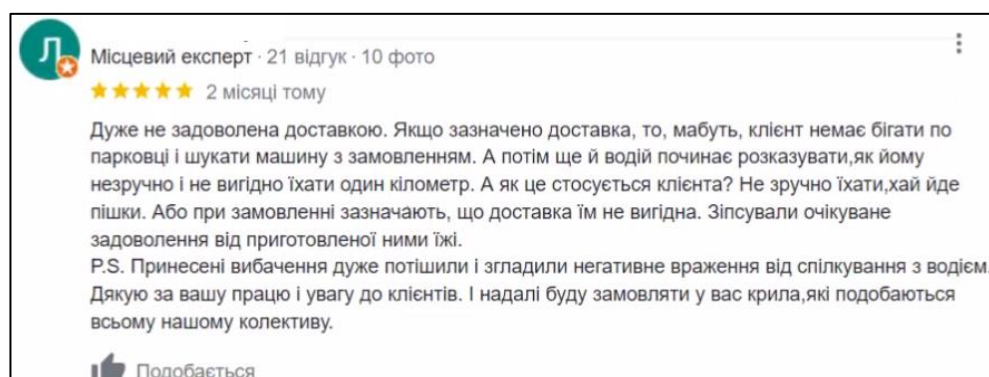 Л
Місцевий експерт · 21 відгук · 10 фото
2 місяці тому
Дуже не задоволена доставкою. Якщо зазначено доставка, то, мабуть, клієнт немає бігати по
парковці і шукати машину з замовленням. А потім ще й водій починає розказувати,як йому
незручно і не вигідно їхати один кілометр. А як це стосується клієнта? Не зручно їхати,хай йде
пішки. Або при замовленні зазначають, що доставка їм не вигідна. Зіпсували очікуване
задоволення від приготовленої ними їжі.
P.S. Принесені вибачення дуже потішили і згладили негативне враження від спілкування з водієм.
Дякую за вашу працю і увагу до клієнтів. І надалі буду замовляти у вас крила,які подобаються
всьому нашому колективу.
Подобається